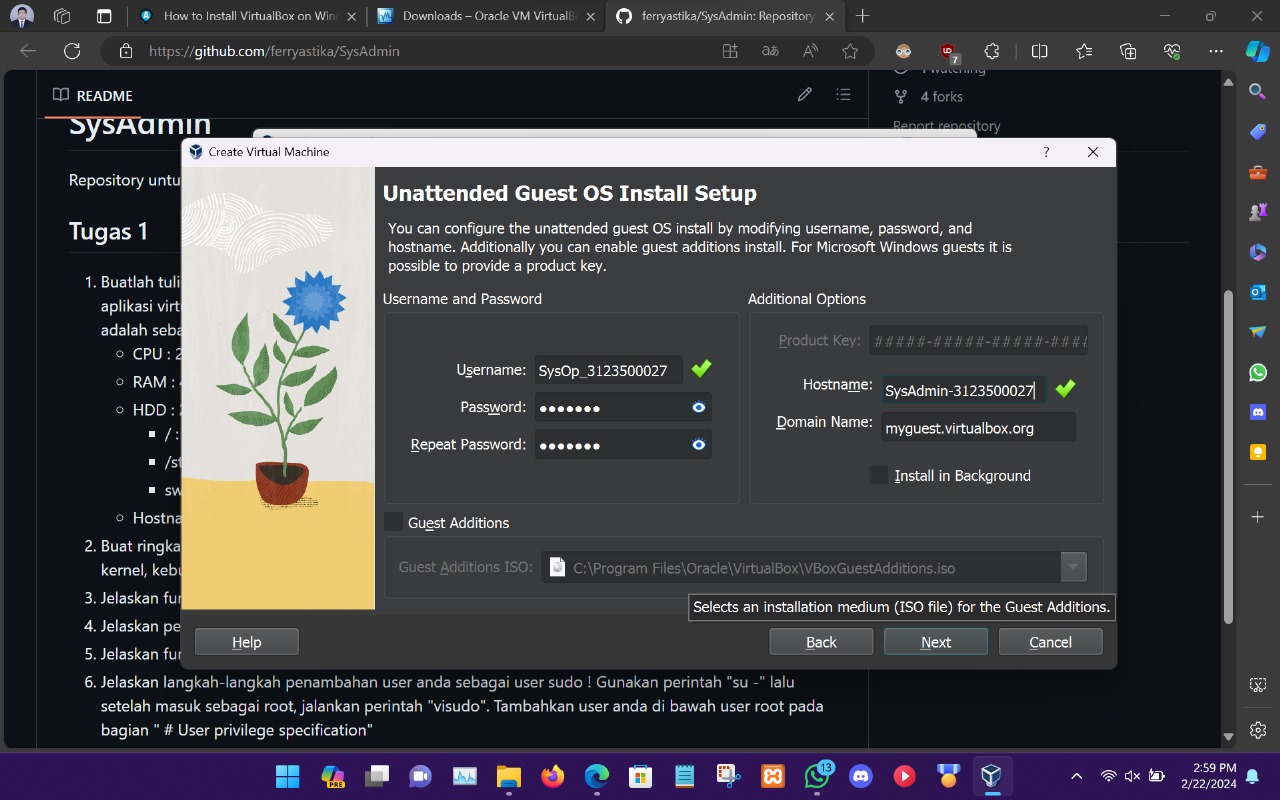 How to Install VirtualBox on Win
Downloads – Oracle VM VirtualB
ferryastika/SysAdmin: Repository
https://github.com/ferryastika/SysAdmin
7
README
4 forks
Report repository
SysAdmin
Repository untu
Tugas 1
1. Buatlah tuli
aplikasi virt
adalah seba
CPU : 2
RAM :
HDD :
/ :
/st
sw
Hostna
2. Buat ringka
kernel, kebu
3. Jelaskan fu
4. Jelaskan pe
5. Jelaskan fu
6. Jelaskan langkah-langkah penambahan user anda sebagai user sudo ! Gunakan perintah "su -" lalu
setelah masuk sebagai root, jalankan perintah "visudo". Tambahkan user anda di bawah user root pada
bagian " # User privilege specification"
Create Virtual Machine
?
Unattended Guest OS Install Setup
You can configure the unattended guest OS install by modifying username, password, and
hostname. Additionally you can enable guest additions install. For Microsoft Windows guests it is
possible to provide a product key.
Username and Password
Username: SysOp_3123500027
Password: ●●●●●●●
Repeat Password: ●●●●●●●
Additional Options
Product Key: #####-#####-#####-####
Hostname: SysAdmin-3123500027
Domain Name: myguest.virtualbox.org
Install in Background
Guest Additions
Guest Additions ISO: C:\Program Files\Oracle\VirtualBox\VBoxGuestAdditions.iso
Selects an installation medium (ISO file) for the Guest Additions.
Help
Back
Next
Cancel
PRE
13
2:59 PM
2/22/2024